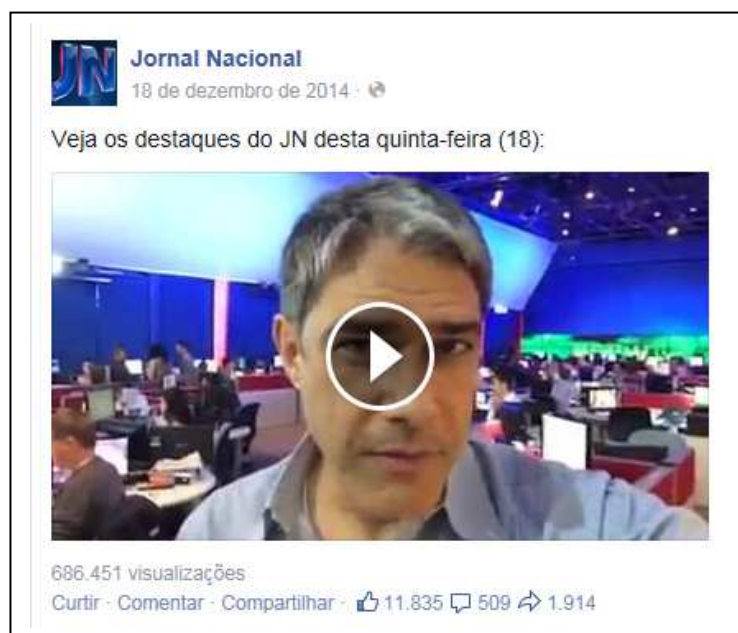 JN
Jornal Nacional
18 de dezembro de 2014 ·
Veja os destaques do JN desta quinta-feira (18):
686.451 visualizações
Curtir · Comentar · Compartilhar · 11.835 509 1.914